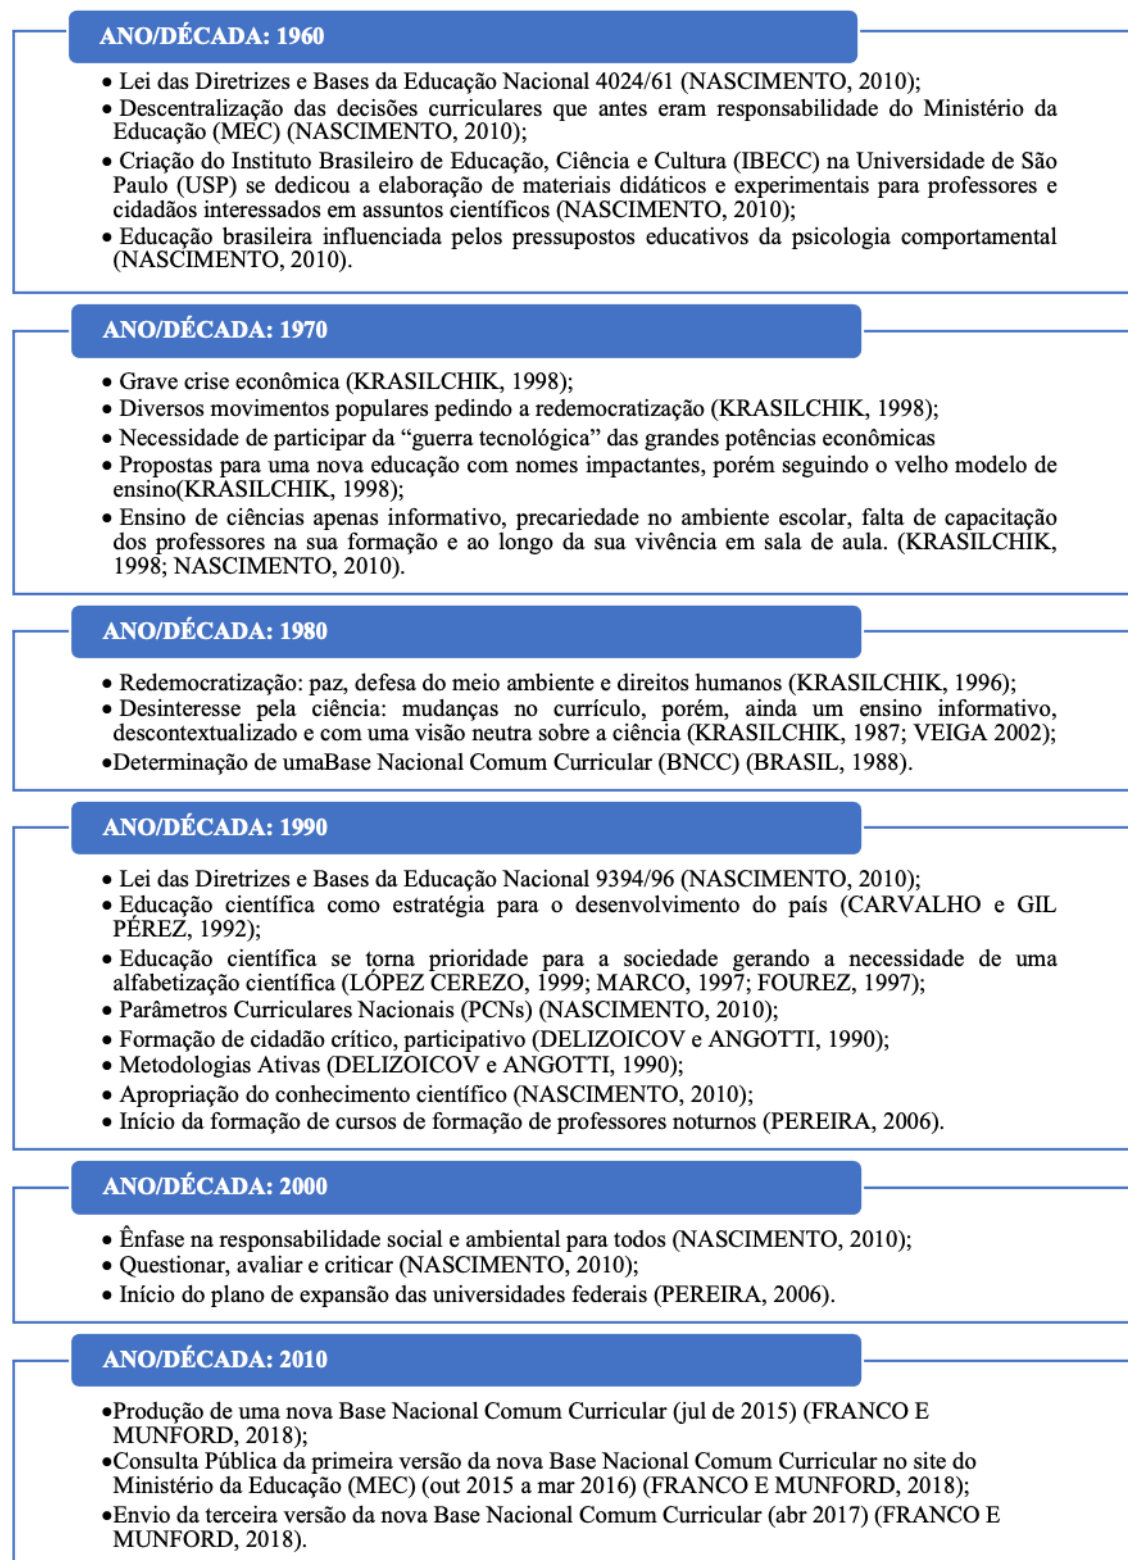 ANO/DÉCADA: 1960
• Lei das Diretrizes e Bases da Educação Nacional 4024/61 (NASCIMENTO, 2010);
• Descentralização das decisões curriculares que antes eram responsabilidade do Ministério da
Educação (MEC) (NASCIMENTO, 2010);
• Criação do Instituto Brasileiro de Educação, Ciência e Cultura (IBECC) na Universidade de São
Paulo (USP) se dedicou a elaboração de materiais didáticos e experimentais para professores e
cidadãos interessados em assuntos científicos (NASCIMENTO, 2010);
• Educação brasileira influenciada pelos pressupostos educativos da psicologia comportamental
(NASCIMENTO, 2010).
ANO/DÉCADA: 1970
• Grave crise econômica (KRASILCHIK, 1998);
• Diversos movimentos populares pedindo a redemocratização (KRASILCHIK, 1998);
• Necessidade de participar da “guerra tecnológica” das grandes potências econômicas
• Propostas para uma nova educação com nomes impactantes, porém seguindo o velho modelo de
ensino(KRASILCHIK, 1998);
• Ensino de ciências apenas informativo, precariedade no ambiente escolar, falta de capacitação
dos professores na sua formação e ao longo da sua vivência em sala de aula. (KRASILCHIK,
1998; NASCIMENTO, 2010).
ANO/DÉCADA: 1980
• Redemocratização: paz, defesa do meio ambiente e direitos humanos (KRASILCHIK, 1996);
• Desinteresse pela ciência: mudanças no currículo, porém, ainda um ensino informativo,
descontextualizado e com uma visão neutra sobre a ciência (KRASILCHIK, 1987; VEIGA 2002);
•Determinação de umaBase Nacional Comum Curricular (BNCC) (BRASIL, 1988).
ANO/DÉCADA: 1990
• Lei das Diretrizes e Bases da Educação Nacional 9394/96 (NASCIMENTO, 2010);
• Educação científica como estratégia para o desenvolvimento do país (CARVALHO e GIL
PÉREZ, 1992);
• Educação científica se torna prioridade para a sociedade gerando a necessidade de uma
alfabetização científica (LÓPEZ CEREZO, 1999; MARCO, 1997; FOUREZ, 1997);
• Parâmetros Curriculares Nacionais (PCNs) (NASCIMENTO, 2010);
• Formação de cidadão crítico, participativo (DELIZOICOV e ANGOTTI, 1990);
• Metodologias Ativas (DELIZOICOV e ANGOTTI, 1990);
• Apropriação do conhecimento científico (NASCIMENTO, 2010);
• Início da formação de cursos de formação de professores noturnos (PEREIRA, 2006).
ANO/DÉCADA: 2000
• Ênfase na responsabilidade social e ambiental para todos (NASCIMENTO, 2010);
• Questionar, avaliar e criticar (NASCIMENTO, 2010);
• Início do plano de expansão das universidades federais (PEREIRA, 2006).
ANO/DÉCADA: 2010
•Produção de uma nova Base Nacional Comum Curricular (jul de 2015) (FRANCO E
MUNFORD, 2018);
•Consulta Pública da primeira versão da nova Base Nacional Comum Curricular no site do
Ministério da Educação (MEC) (out 2015 a mar 2016) (FRANCO E MUNFORD, 2018);
•Envio da terceira versão da nova Base Nacional Comum Curricular (abr 2017) (FRANCO E
MUNFORD, 2018).